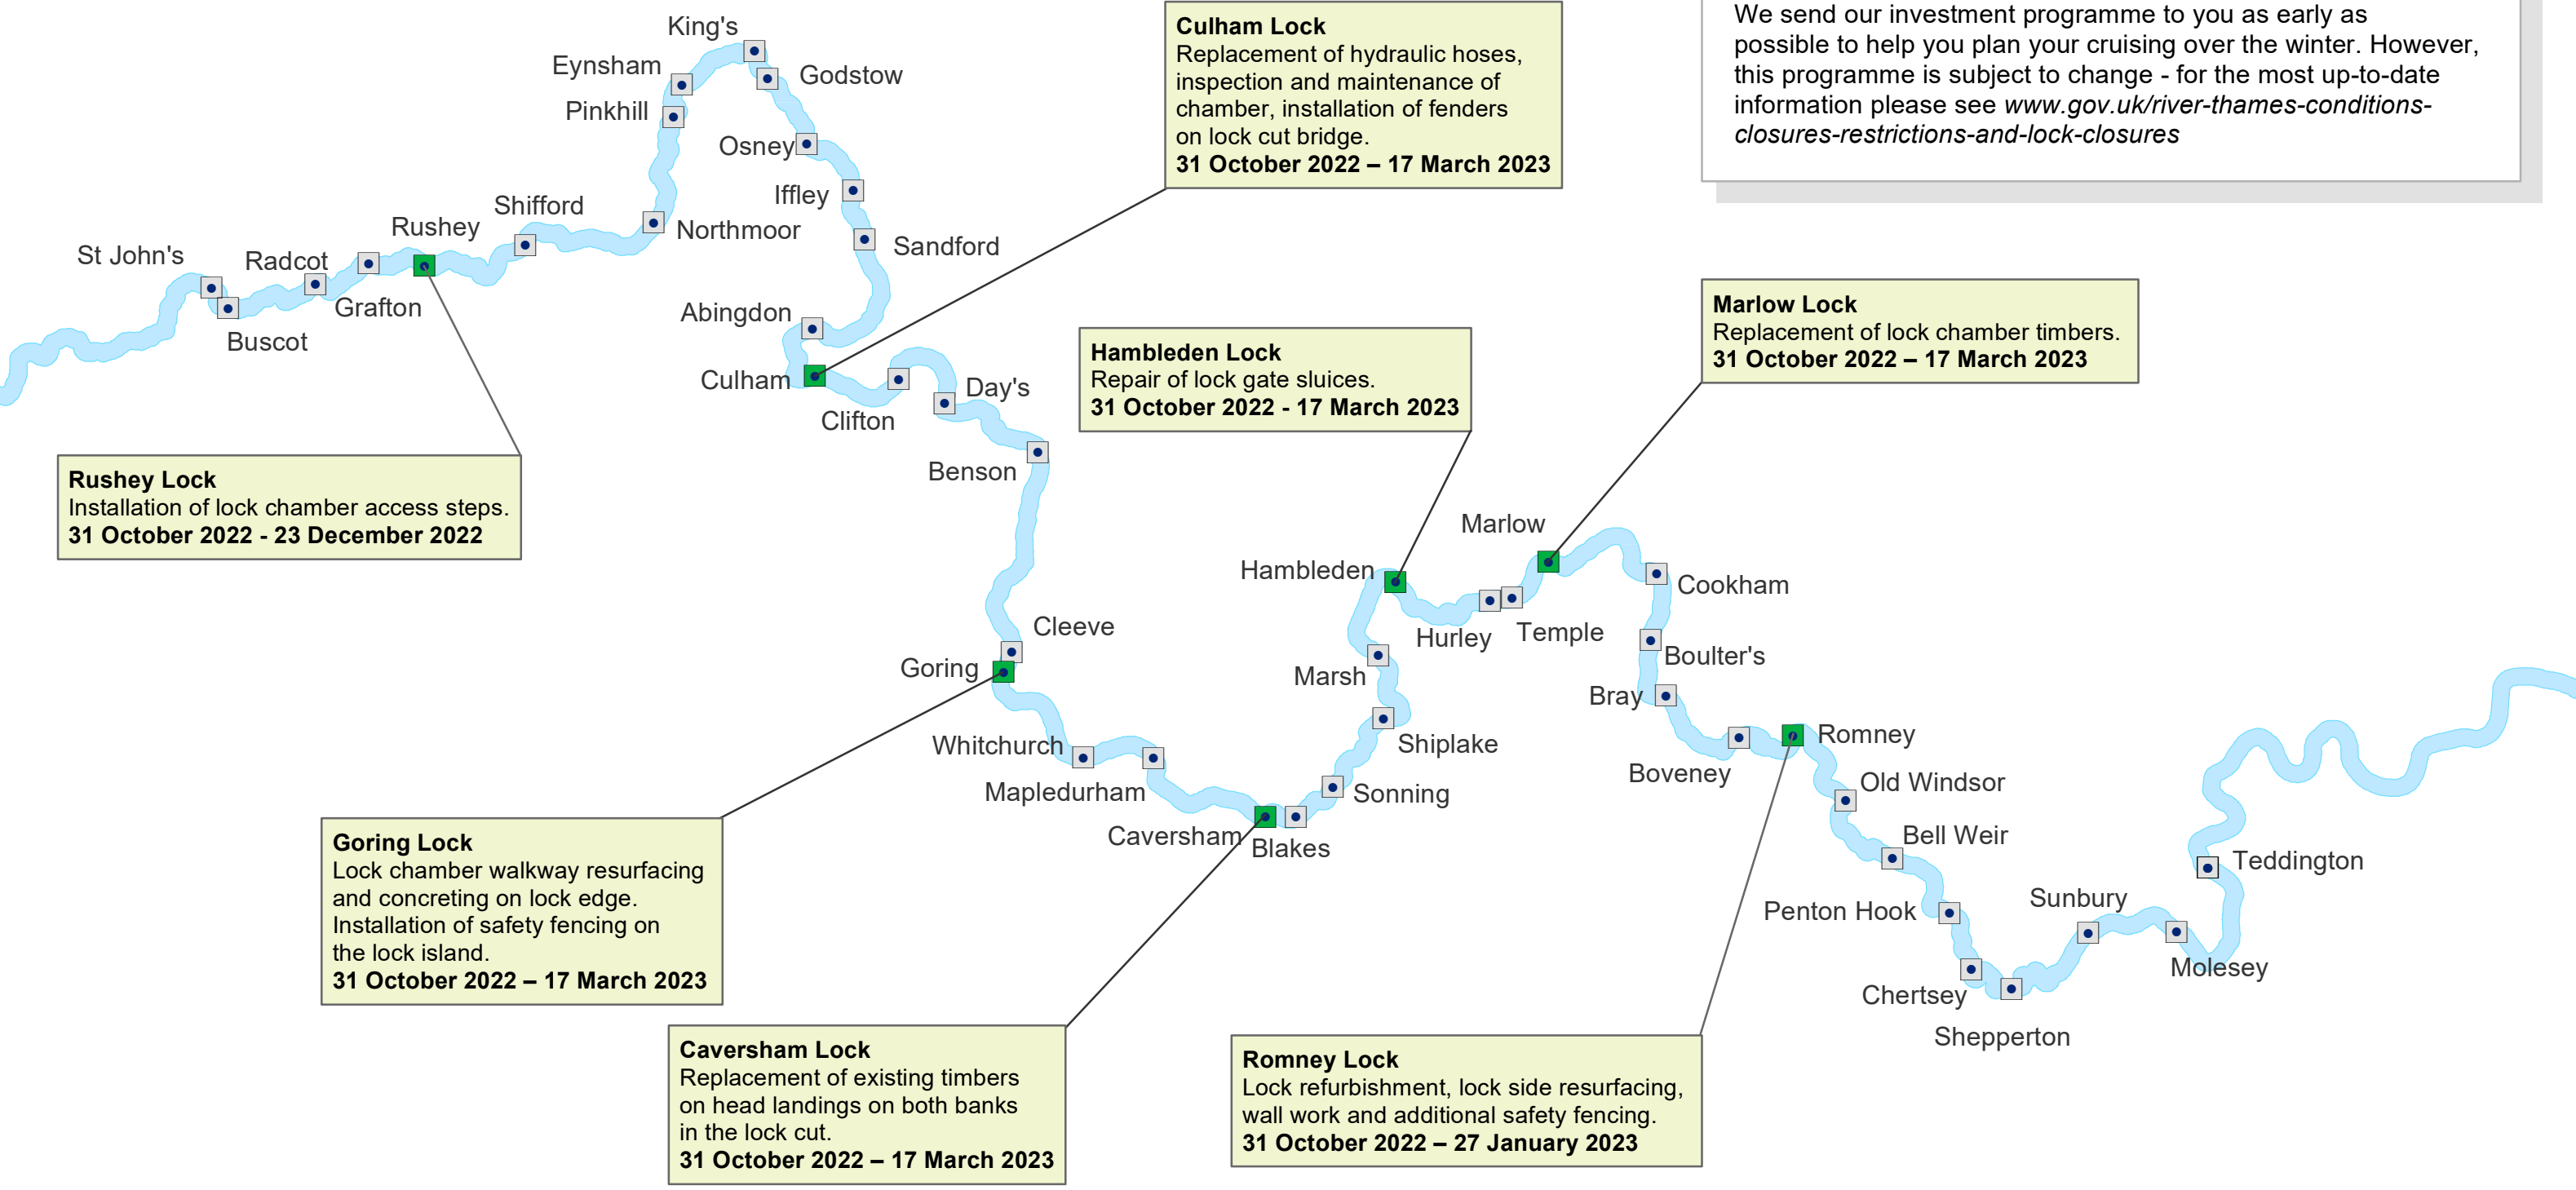 We send our investment programme to you as early as
possible to help you plan your cruising over the winter. However,
this programme is subject to change - for the most up-to-date
information please see www.gov.uk/river-thames-conditions-
closures-restrictions-and-lock-closures
Culham Lock
Replacement of hydraulic hoses,
inspection and maintenance of
chamber, installation of fenders
on lock cut bridge.
31 October 2022 – 17 March 2023
King's
Eynsham
Godstow
Pinkhill
Osney
Iffley
Shifford
Rushey
Northmoor
Sandford
St John's
Radcot
Grafton
Buscot
Abingdon
Culham
Clifton
Day's
Benson
Marlow Lock
Replacement of lock chamber timbers.
31 October 2022 – 17 March 2023
Hambleden Lock
Repair of lock gate sluices.
31 October 2022 - 17 March 2023
Rushey Lock
Installation of lock chamber access steps.
31 October 2022 - 23 December 2022
Marlow
Hambleden
Cookham
Cleeve
Hurley
Temple
Goring
Marsh
Boulter's
Bray
Whitchurch
Shiplake
Romney
Mapledurham
Sonning
Boveney
Old Windsor
Caversham
Blakes
Bell Weir
Teddington
Penton Hook
Sunbury
Molesey
Chertsey
Shepperton
Goring Lock
Lock chamber walkway resurfacing
and concreting on lock edge.
Installation of safety fencing on
the lock island.
31 October 2022 – 17 March 2023
Caversham Lock
Replacement of existing timbers
on head landings on both banks
in the lock cut.
31 October 2022 – 17 March 2023
Romney Lock
Lock refurbishment, lock side resurfacing,
wall work and additional safety fencing.
31 October 2022 – 27 January 2023